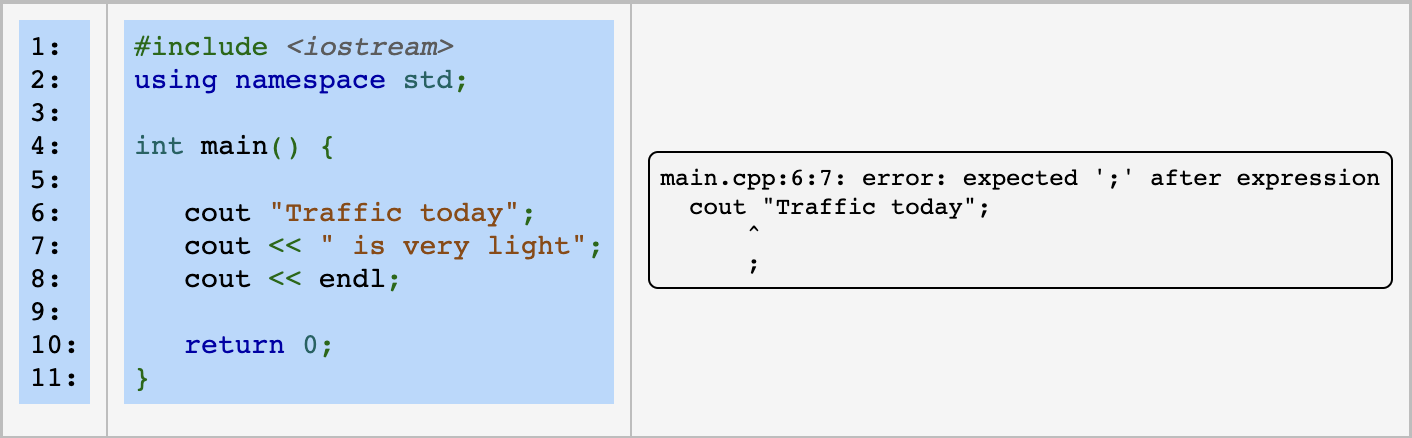 1: #include <iostream>
2: using namespace std;
3:
4: int main() {
5:
6:    cout "Traffic today";
7:    cout << " is very light";
8:    cout << endl;
9:
10:    return 0;
11: }
main.cpp:6:7: error: expected ';' after expression
  cout "Traffic today";
      ^
      ;